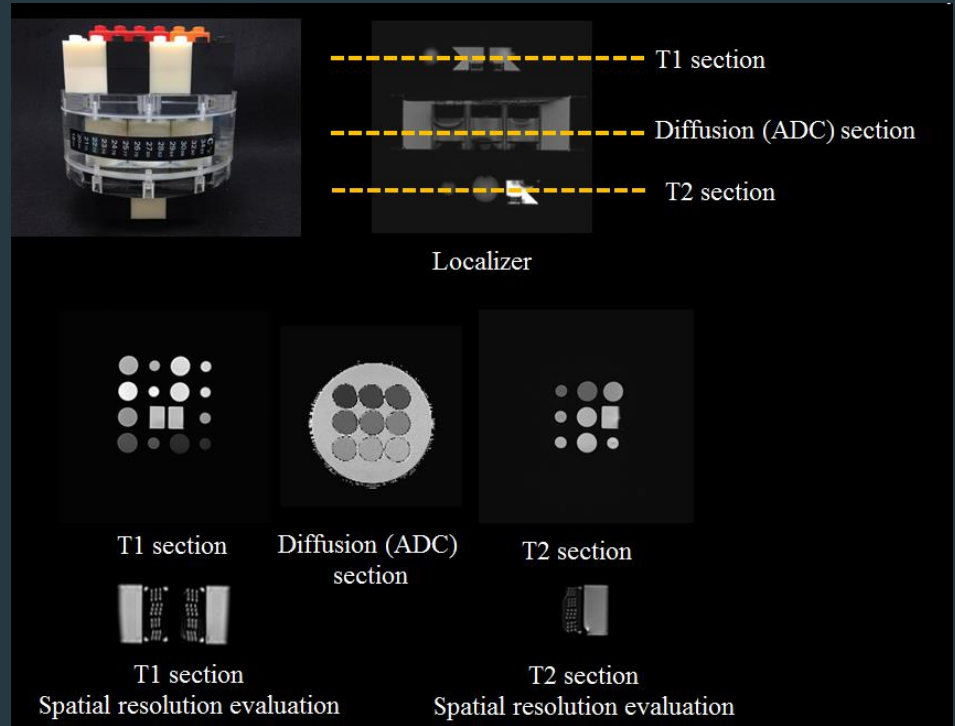 T1 section
Diffusion (ADC) section
T2 section
Localizer
T1 section
Diffusion (ADC)
section
T2 section
T1 section
Spatial resolution evaluation
T2 section
Spatial resolution evaluation